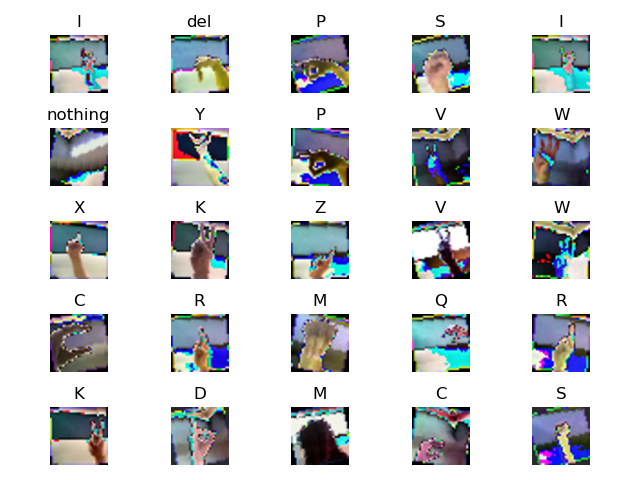 I del P S I
nothing Y P V W
X K Z V W
C R M Q R
K D M C S